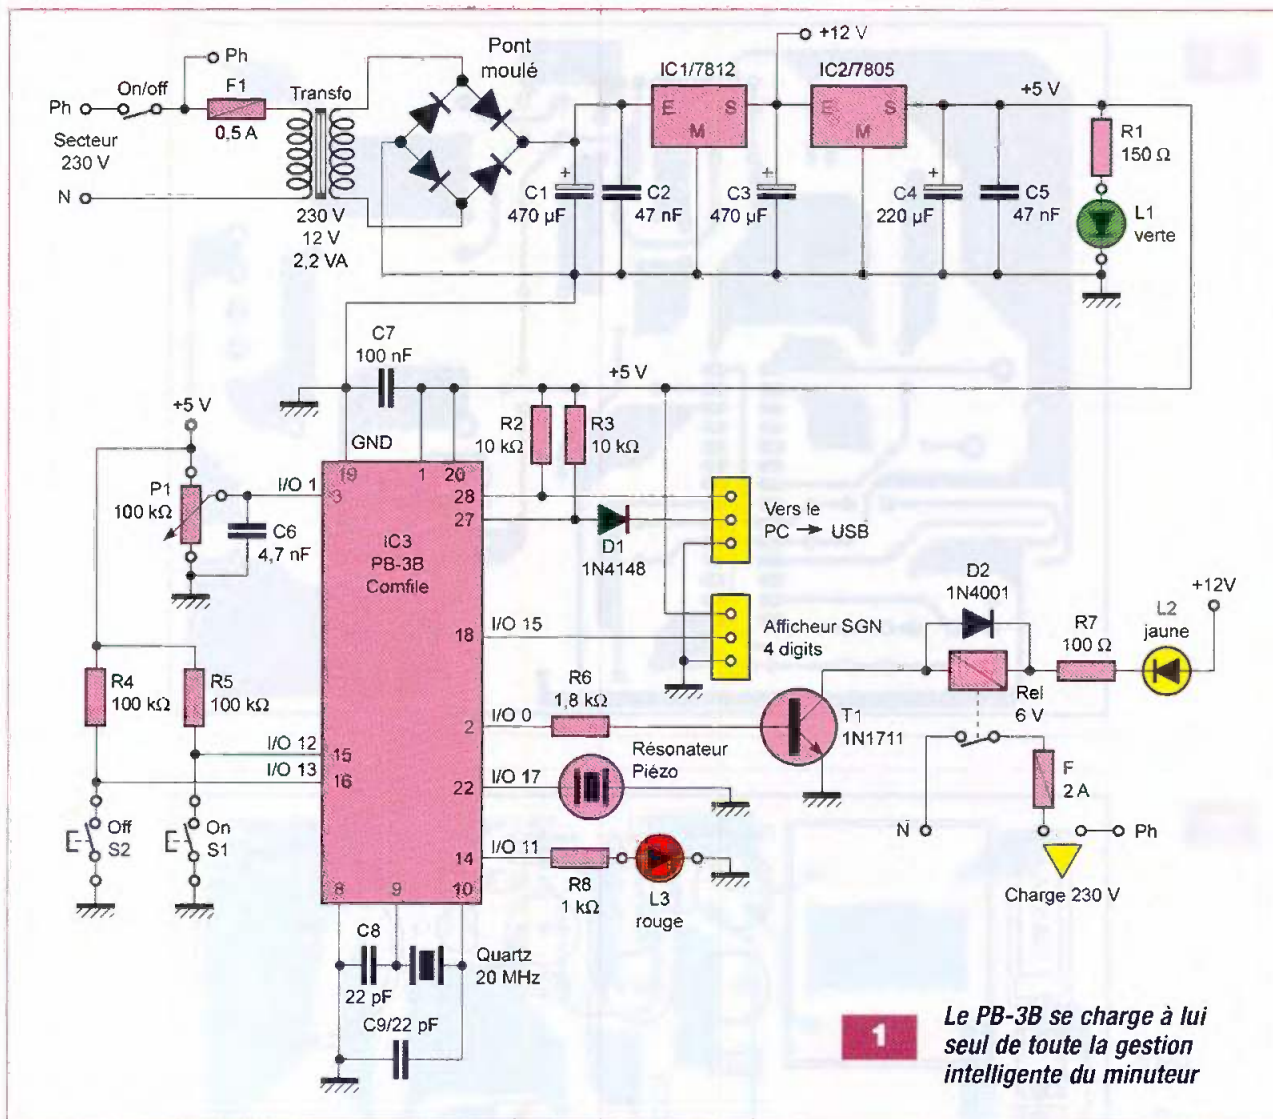 Ph
On/off
F1
0,5 A
Ph
Secteur
230 V
N
Transfo
230 V
12 V
2,2 VA
Pont
moulé
IC1/7812
E
S
M
+12 V
IC2/7805
E
S
M
+5 V
C1
470 µF
C2
47 nF
C3
470 µF
C4
220 µF
C5
47 nF
R1
150 Ω
L1
verte
C7
100 nF
+5 V
GND
R2
10 kΩ
R3
10 kΩ
+5 V
P1
100 kΩ
C6
4,7 nF
I/O 1
3
19
1
20
28
27
IC3
PB-3B
Comfile
D1
1N4148
Vers le
PC → USB
18
I/O 15
Afficheur SGN
4 digits
R4
100 kΩ
R5
100 kΩ
I/O 12
I/O 13
15
16
2
I/O 0
R6
1,8 kΩ
T1
1N1711
D2
1N4001
Rel
6 V
R7
100 Ω
L2
jaune
+12V
22
I/O 17
Résonateur
Piézo
F
2 A
N
Ph
Charge 230 V
Off
S2
On
S1
14
I/O 11
R8
1 kΩ
L3
rouge
8
9
10
C8
22 pF
Quartz
20 MHz
C9/22 pF
1
Le PB-3B se charge à lui
seul de toute la gestion
intelligente du minuteur